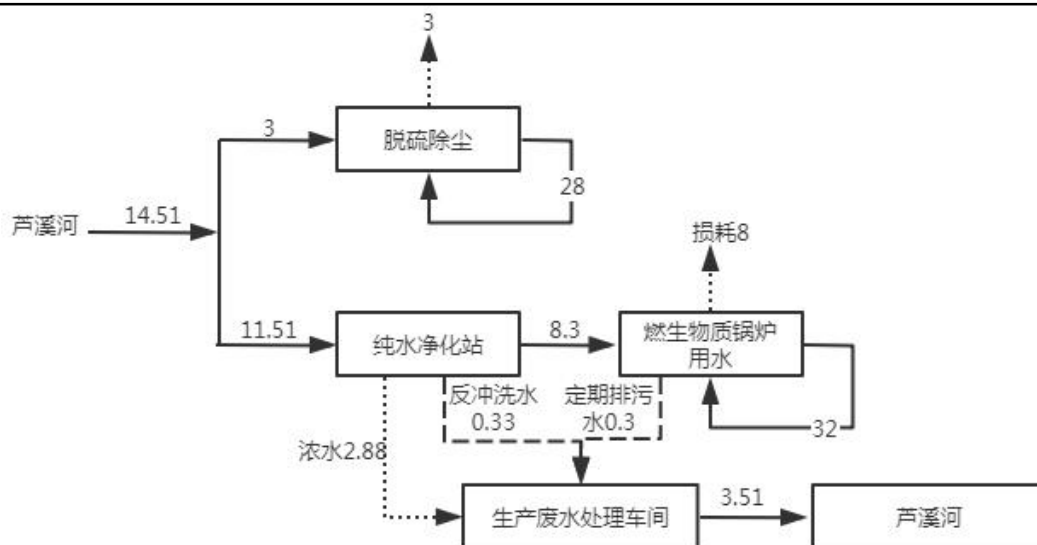 3
3
脱硫除尘
28
芦溪河
14.51
损耗8
11.51
纯水净化站
8.3
燃生物质锅炉
用水
反冲洗水
0.33
定期排污
水0.3
32
浓水2.88
生产废水处理车间
3.51
芦溪河